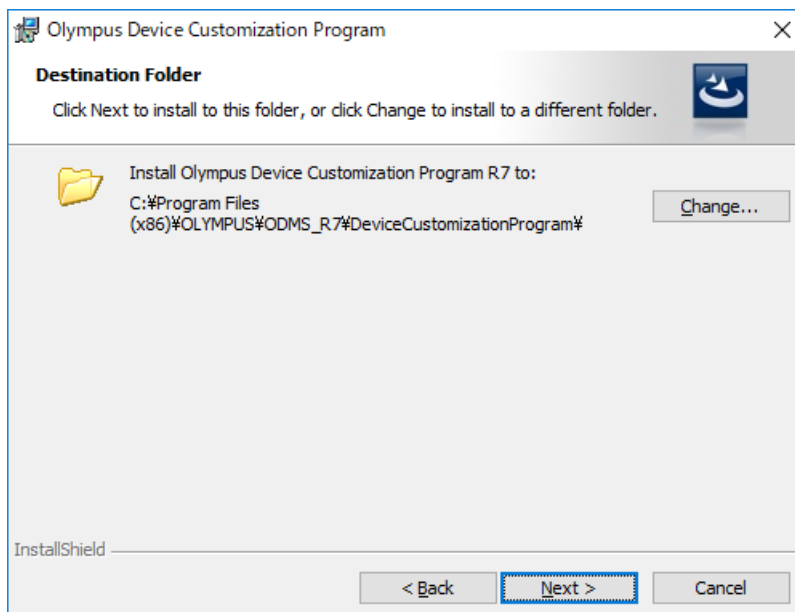 Olympus Device Customization Program
Destination Folder
Click Next to install to this folder, or click Change to install to a different folder.
Install Olympus Device Customization Program R7 to:
C:¥Program Files
(x86)¥OLYMPUS¥ODMS_R7¥DeviceCustomizationProgram¥
Change...
InstallShield
< Back
Next >
Cancel